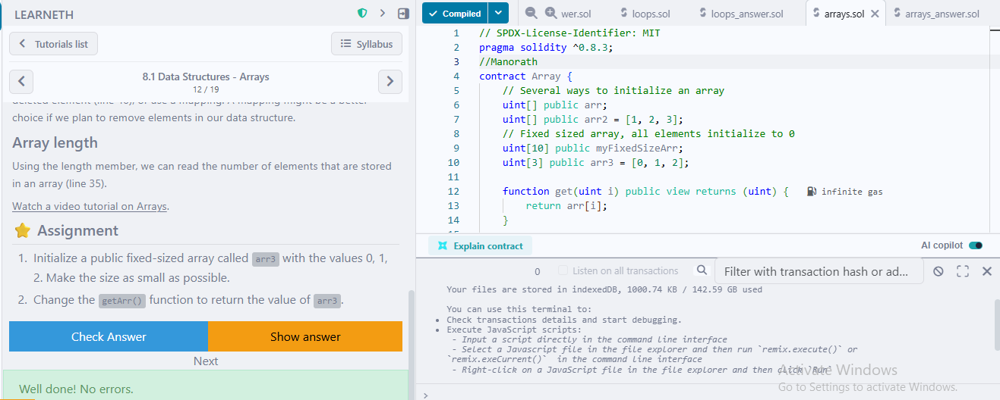 LEARNETH
Tutorials list
Syllabus
8.1 Data Structures - Arrays
12 / 19
choice if we plan to remove elements in our data structure.
Array length
Using the length member, we can read the number of elements that are stored
in an array (line 35).
Watch a video tutorial on Arrays.
Assignment
1. Initialize a public fixed-sized array called arr3 with the values 0, 1,
2. Make the size as small as possible.
2. Change the getArr() function to return the value of arr3.
Check Answer
Show answer
Next
Well done! No errors.
Compiled
wer.sol
loops.sol
loops_answer.sol
arrays.sol
arrays_answer.sol
1 // SPDX-License-Identifier: MIT
2 pragma solidity ^0.8.3;
3 //Manorath
4 contract Array {
5 // Several ways to initialize an array
6 uint[] public arr;
7 uint[] public arr2 = [1, 2, 3];
8 // Fixed sized array, all elements initialize to 0
9 uint[10] public myFixedSizeArr;
10 uint[3] public arr3 = [0, 1, 2];
11
12 function get(uint i) public view returns (uint) { infinite gas
13 return arr[i];
14 }
Explain contract
AI copilot
0
Listen on all transactions
Filter with transaction hash or ad...
Your files are stored in indexedDB, 1000.74 KB / 142.59 GB used
You can use this terminal to:
• Check transactions details and start debugging.
• Execute JavaScript scripts:
- Input a script directly in the command line interface
- Select a Javascript file in the file explorer and then run `remix.execute()` or
`remix.exeCurrent()` in the command line interface
- Right-click on a JavaScript file in the file explorer and then click `Run`
Activate Windows
Go to Settings to activate Windows.
>